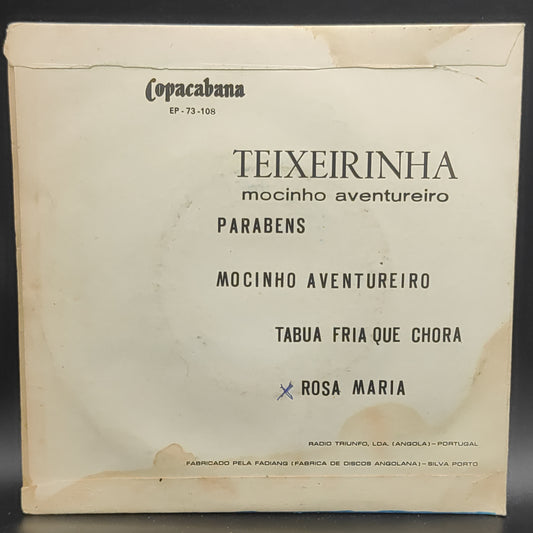 Copacabana
EP - 73 - 108
TEIXEIRINHA
mocinho aventureiro
PARABENS
MOCINHO AVENTUREIRO
TABUA FRIA QUE CHORA
x ROSA MARIA
RADIO TRIUNFO, LDA. (ANGOLA) — PORTUGAL
FABRICADO PELA FADIANG (FABRICA DE DISCOS ANGOLANA) — SILVA PORTO